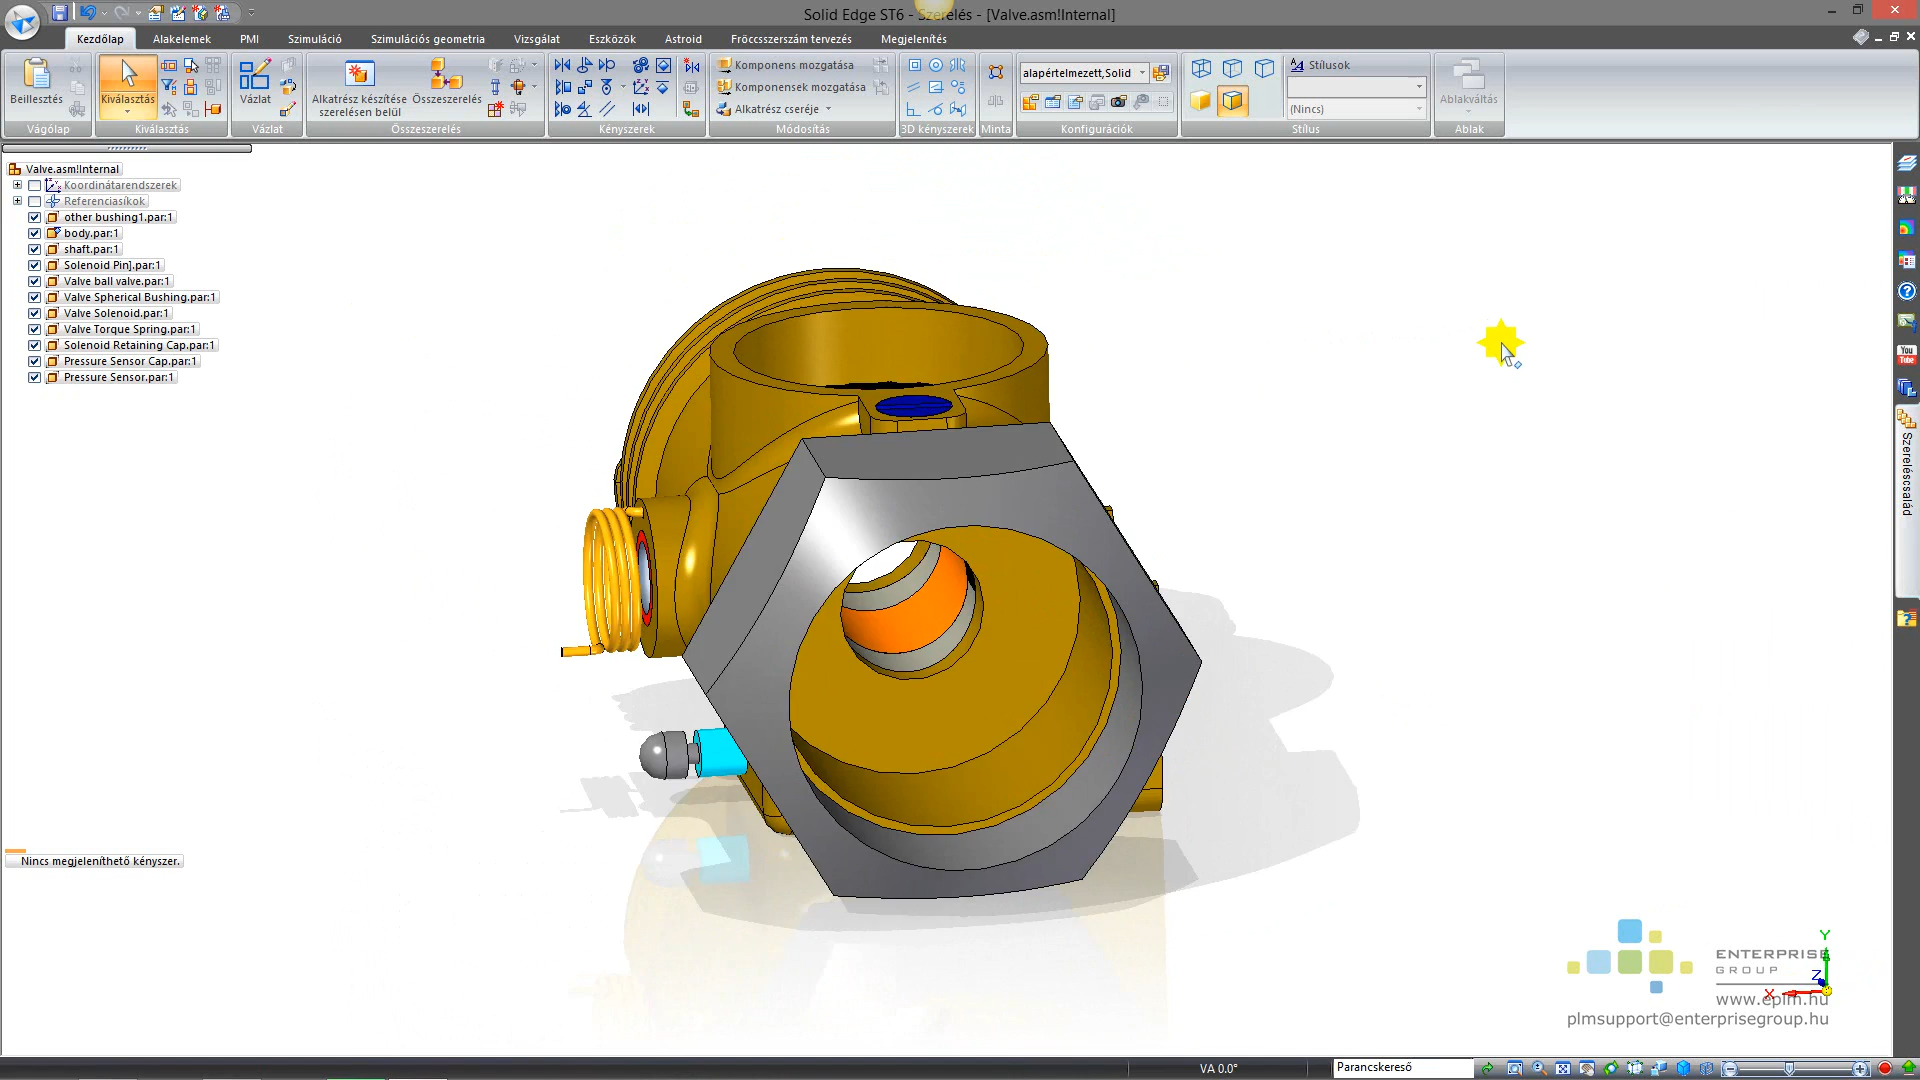 Solid Edge ST6 - Szerelés - [Valve.asm!Internal]
Kezdőlap Alakelemek PMI Szimuláció Szimulációs geometria Vizsgálat Eszközök Astroid Fröccsszerszám tervezés Megjelenítés
Beillesztés
Vágólap
Kiválasztás
Kiválasztás
Vázlat
Vázlat
Alkatrész készítése szerelésen belül
Összeszerelés
Összeszerelés
Kényszerek
Komponens mozgatása
Komponensek mozgatása
Alkatrész cseréje
Módosítás
3D kényszerek
Minta
alapértelmezett,Solid
Konfigurációk
Stílusok
(Nincs)
Stílus
Ablakváltás
Ablak
Valve.asm!Internal
Koordinátarendszerek
Referenciasíkok
other bushing1.par:1
body.par:1
shaft.par:1
Solenoid Pin].par:1
Valve ball valve.par:1
Valve Spherical Bushing.par:1
Valve Solenoid.par:1
Valve Torque Spring.par:1
Solenoid Retaining Cap.par:1
Pressure Sensor Cap.par:1
Pressure Sensor.par:1
Nincs megjeleníthető kényszer.
You
Tube
Szereléscsalád
Y
Z
X
ENTERPRISE
GROUP
www.eplm.hu
plmsupport@enterprisegroup.hu
VA 0.0°
Parancskereső